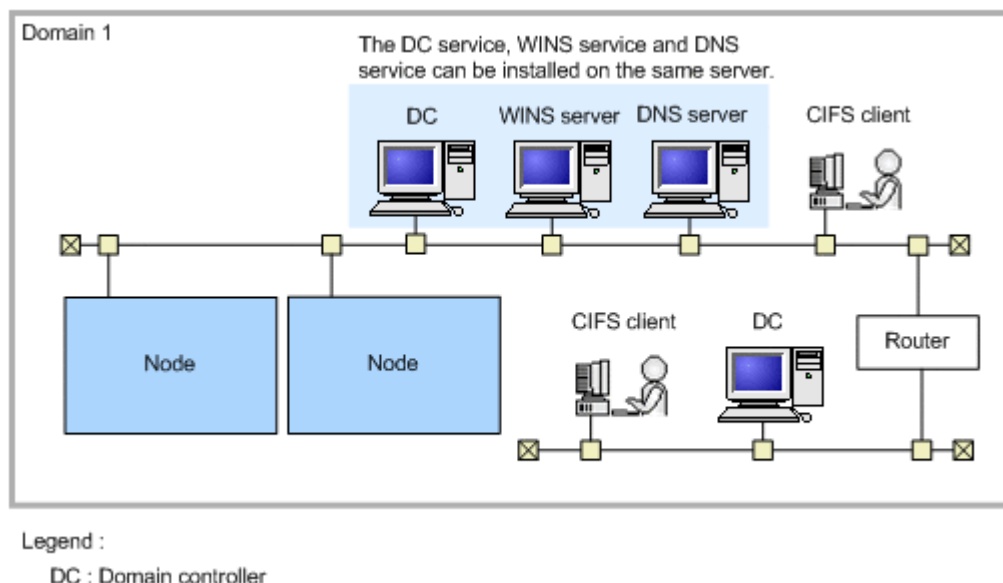 Domain 1
The DC service, WINS service and DNS
service can be installed on the same server.
DC
WINS server
DNS server
CIFS client
Node
Node
CIFS client
DC
Router
Legend :
DC : Domain controller